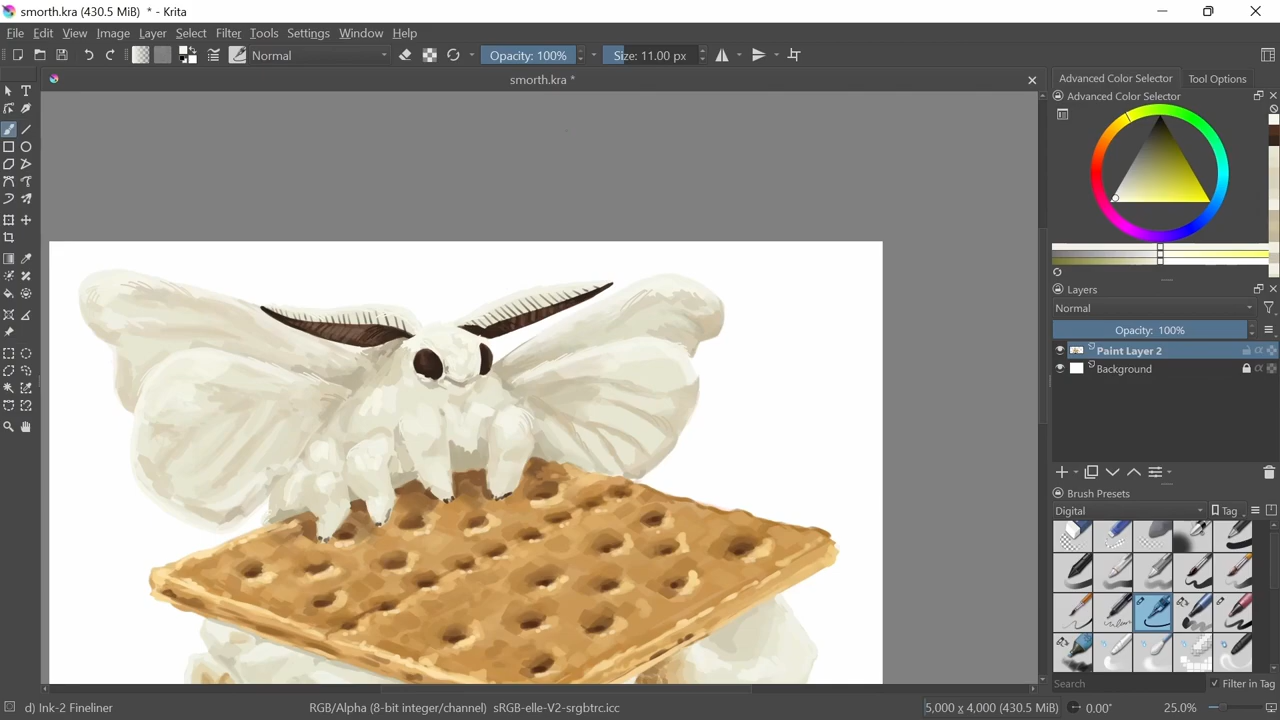 smorth.kra (430.5 MiB) * - Krita
File Edit View Image Layer Select Filter Tools Settings Window Help
Normal Opacity: 100% Size: 11.00 px
smorth.kra *
Advanced Color Selector Tool Options
Advanced Color Selector
Layers
Normal
Opacity: 100%
Paint Layer 2
Background
Brush Presets
Digital Tag
Search Filter in Tag
d) Ink-2 Fineliner RGB/Alpha (8-bit integer/channel) sRGB-elle-V2-srgbtrc.icc 5,000 x 4,000 (430.5 MiB) 0.00° 25.0%